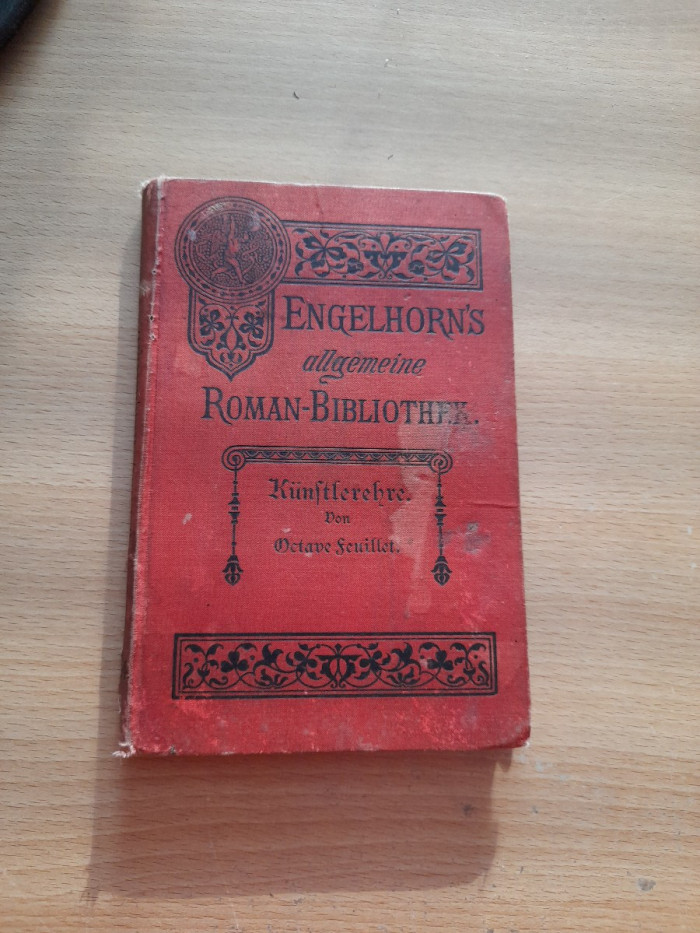 ENGELHORN'S
allgemeine
ROMAN-BIBLIOTHEK.
Künstlerehre.
Von
Octave Feuillet.